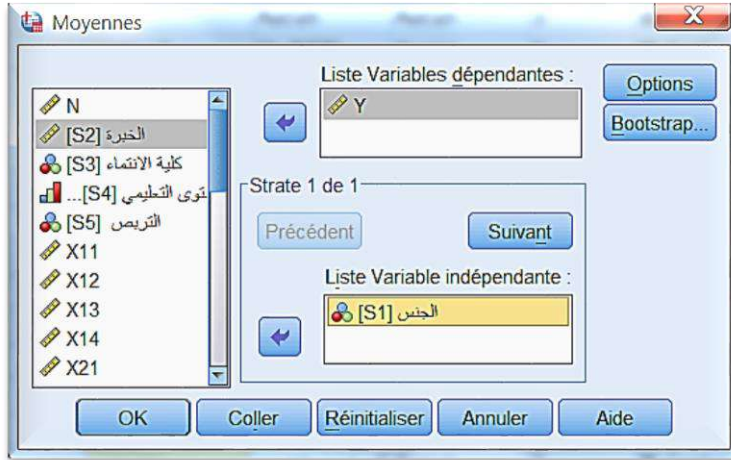 Moyennes
Liste Variables dépendantes :
Options
Bootstrap...
N
الخبرة [S2]
كلية الانتماء [S3]
توى التعليمي [S4]...
التربص [S5]
X11
X12
X13
X14
X21
Y
Strate 1 de 1
Précédent
Suivant
Liste Variable indépendante :
الجنس [S1]
OK
Coller
Réinitialiser
Annuler
Aide